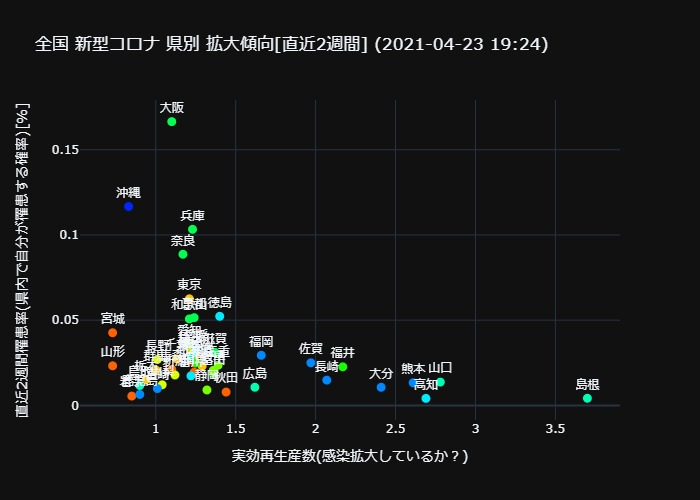 全国 新型コロナ 県別 拡大傾向[直近2週間] (2021-04-23 19:24)
直近2週間罹患率(県内で自分が罹患する確率)[%]
0.15
0.1
0.05
0
大阪
沖縄
兵庫
奈良
東京
徳島
宮城
山形
福岡
佐賀
福井
長崎
大分
熊本
山口
高知
島根
広島
秋田
静岡
長野
愛知
1
1.5
2
2.5
3
3.5
実効再生産数(感染拡大しているか？)